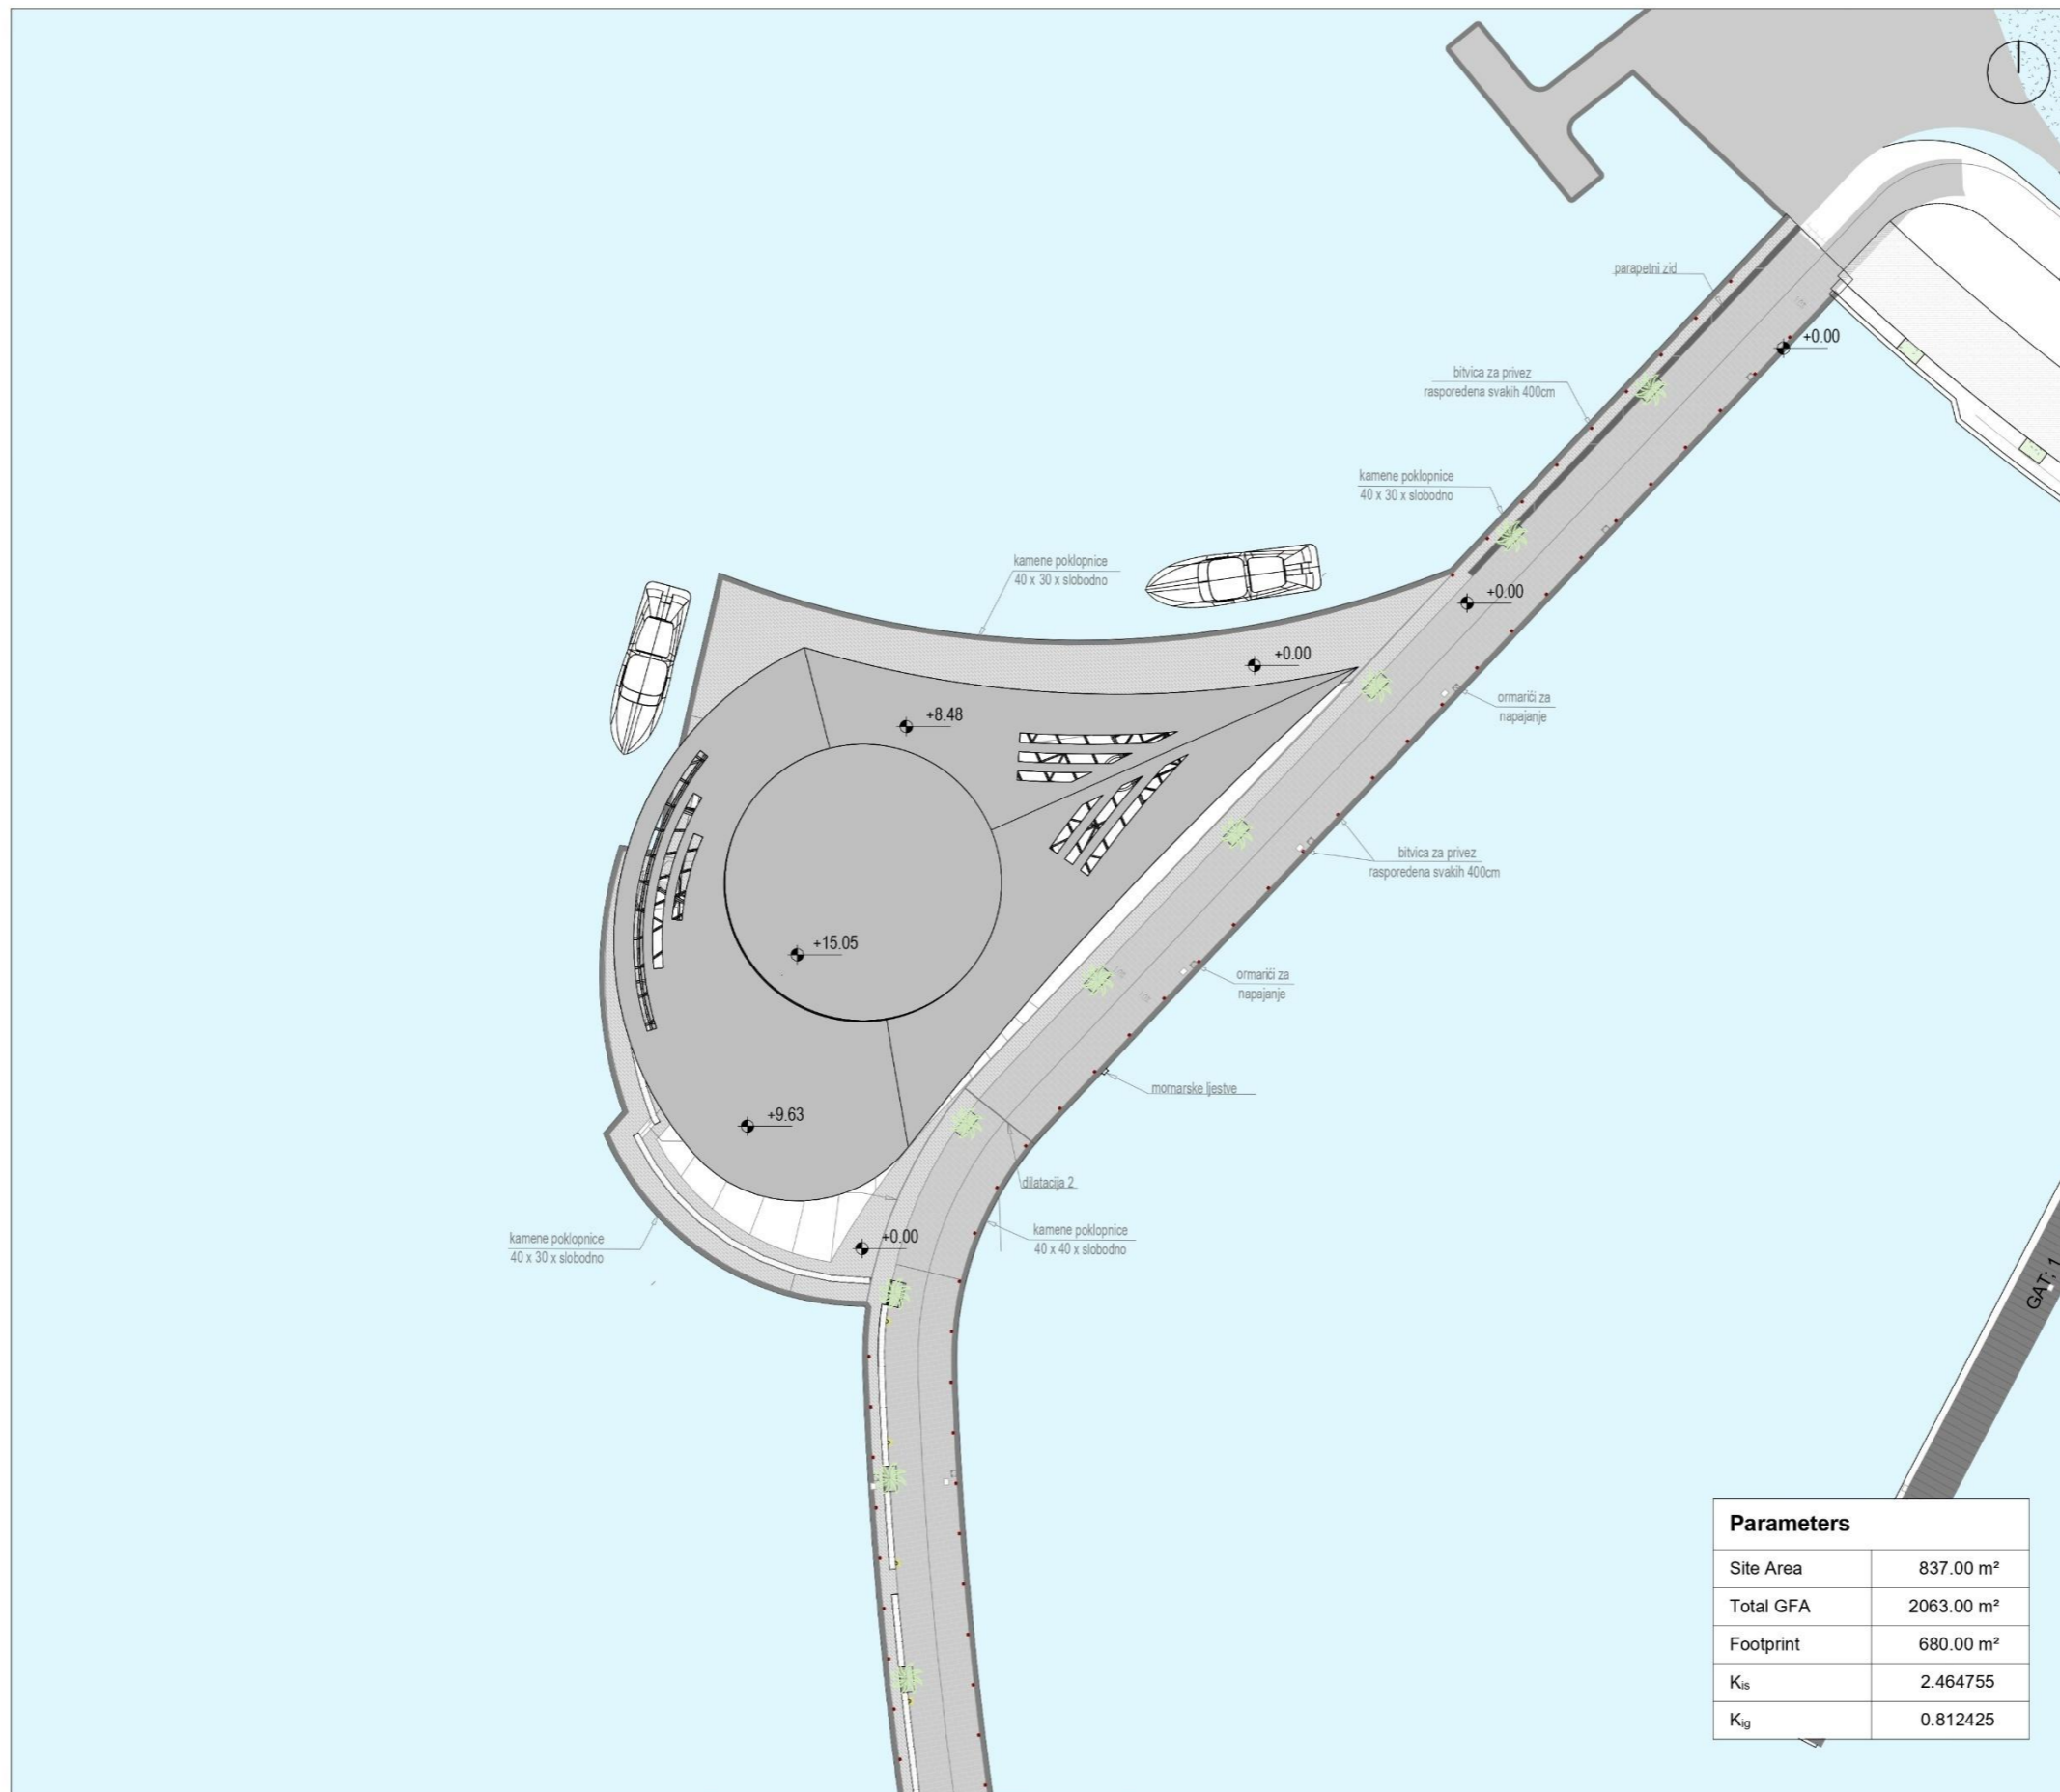 parapetni zid
+0.00
bitvica za privez
raspoređena svakih 400cm
kamene poklopnice
40 x 30 x slobodno
kamene poklopnice
40 x 30 x slobodno
+0.00
+0.00
ormarići za
napajanje
+8.48
bitvica za privez
raspoređena svakih 400cm
+15.05
ormarići za
napajanje
mornarske ljestve
+9.63
dilatacija 2
kamene poklopnice
40 x 30 x slobodno
+0.00
kamene poklopnice
40 x 40 x slobodno
GAT: 1
Parameters
Site Area 837.00 m²
Total GFA 2063.00 m²
Footprint 680.00 m²
Kis 2.464755
Kig 0.812425